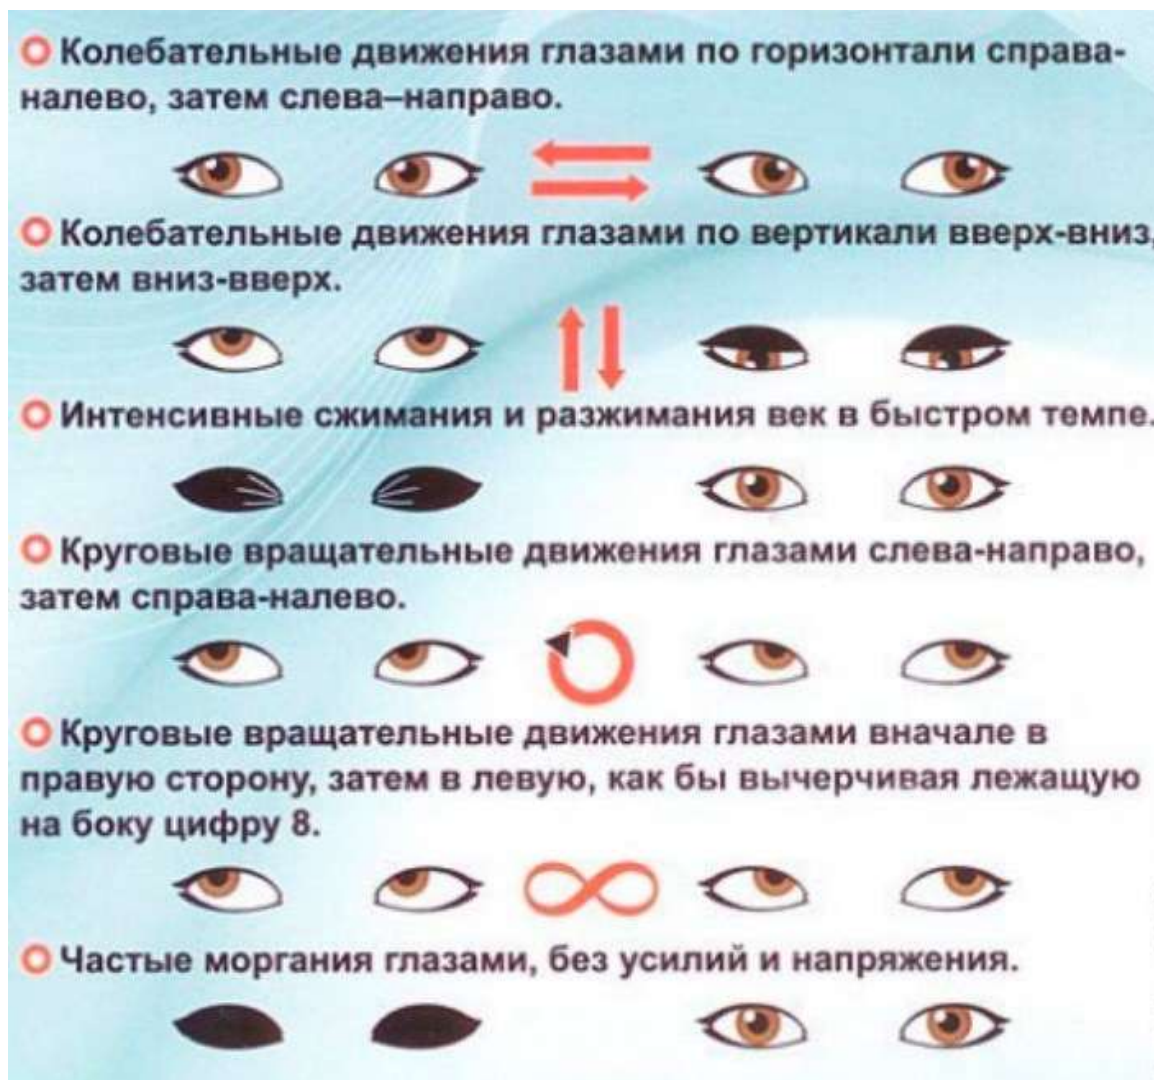 Колебательные движения глазами по горизонтали справа-
налево, затем слева–направо.
Колебательные движения глазами по вертикали вверх-вниз,
затем вниз-вверх.
Интенсивные сжимания и разжимания век в быстром темпе.
Круговые вращательные движения глазами слева-направо,
затем справа-налево.
Круговые вращательные движения глазами вначале в
правую сторону, затем в левую, как бы вычерчивая лежащую
на боку цифру 8.
Частые моргания глазами, без усилий и напряжения.